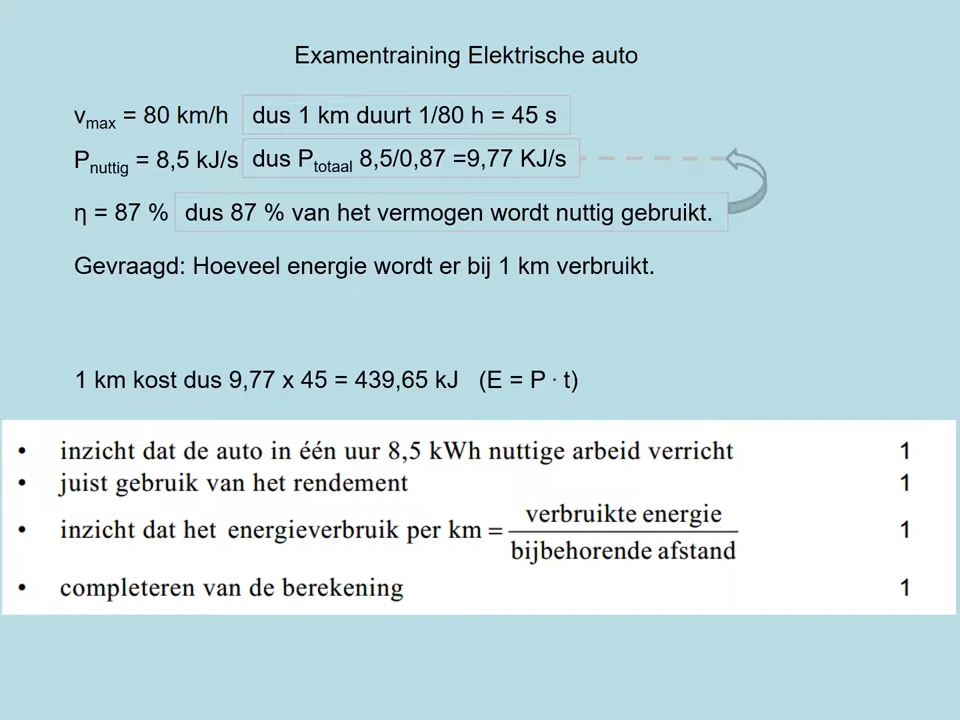 Examentraining Elektrische auto
vmax = 80 km/h dus 1 km duurt 1/80 h = 45 s
Pnuttig = 8,5 kJ/s dus Ptotaal 8,5/0,87 =9,77 KJ/s
η = 87 % dus 87 % van het vermogen wordt nuttig gebruikt.
Gevraagd: Hoeveel energie wordt er bij 1 km verbruikt.
1 km kost dus 9,77 x 45 = 439,65 kJ (E = P · t)
• inzicht dat de auto in één uur 8,5 kWh nuttige arbeid verricht 1
• juist gebruik van het rendement 1
• inzicht dat het energieverbruik per km = verbruikte energie / bijbehorende afstand 1
• completeren van de berekening 1